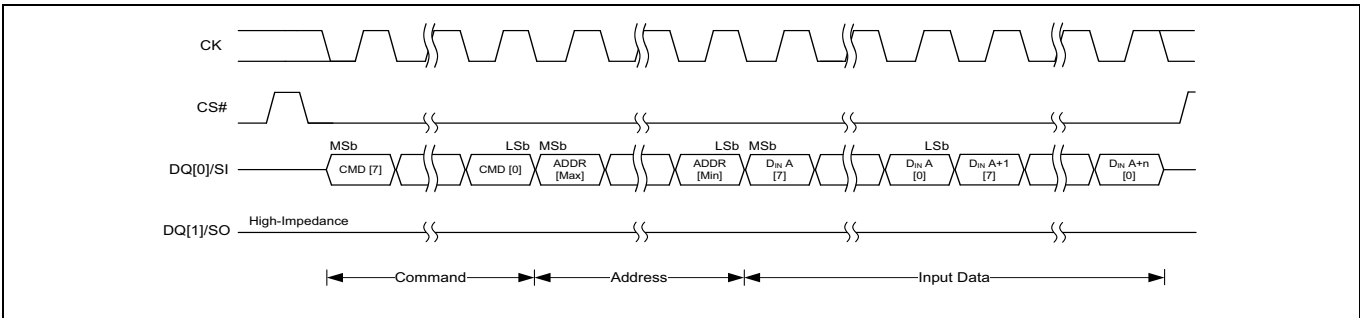 CK
CS#
MSb LSb MSb LSb MSb LSb
DQ[0]/SI CMD [7] CMD [0] ADDR [Max] ADDR [Min] DIN A [7] DIN A [0] DIN A+1 [7] DIN A+n [0]
High-Impedance
DQ[1]/SO
Command Address Input Data